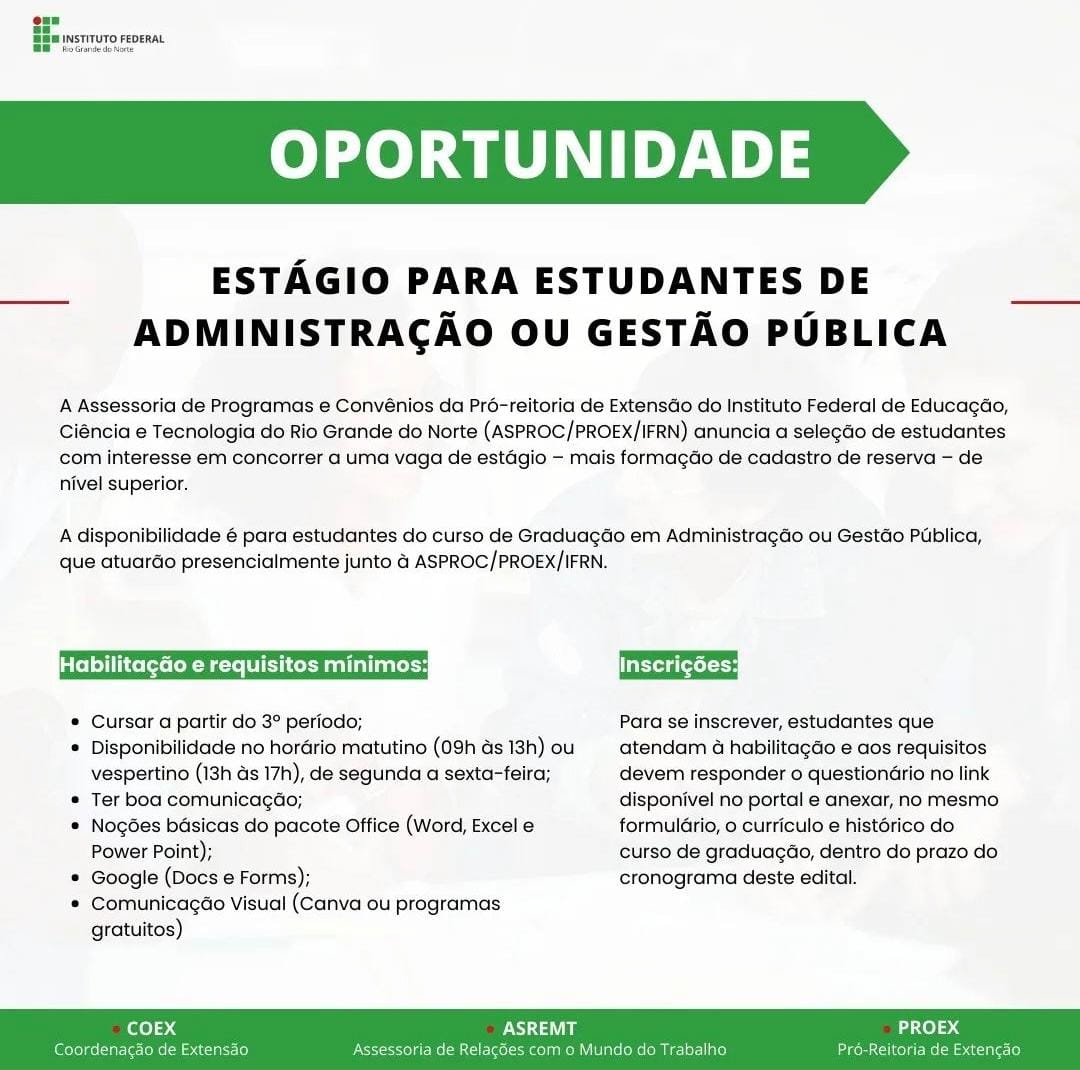 INSTITUTO FEDERAL
Rio Grande do Norte
OPORTUNIDADE
ESTÁGIO PARA ESTUDANTES DE
ADMINISTRAÇÃO OU GESTÃO PÚBLICA
A Assessoria de Programas e Convênios da Pró-reitoria de Extensão do Instituto Federal de Educação,
Ciência e Tecnologia do Rio Grande do Norte (ASPROC/PROEX/IFRN) anuncia a seleção de estudantes
com interesse em concorrer a uma vaga de estágio – mais formação de cadastro de reserva – de
nível superior.
A disponibilidade é para estudantes do curso de Graduação em Administração ou Gestão Pública,
que atuarão presencialmente junto à ASPROC/PROEX/IFRN.
Habilitação e requisitos mínimos:
• Cursar a partir do 3º período;
• Disponibilidade no horário matutino (09h às 13h) ou
vespertino (13h às 17h), de segunda a sexta-feira;
• Ter boa comunicação;
• Noções básicas do pacote Office (Word, Excel e
Power Point);
• Google (Docs e Forms);
• Comunicação Visual (Canva ou programas
gratuitos)
Inscrições:
Para se inscrever, estudantes que
atendam à habilitação e aos requisitos
devem responder o questionário no link
disponível no portal e anexar, no mesmo
formulário, o currículo e histórico do
curso de graduação, dentro do prazo do
cronograma deste edital.
• COEX
Coordenação de Extensão
• ASREMT
Assessoria de Relações com o Mundo do Trabalho
• PROEX
Pró-Reitoria de Extenção